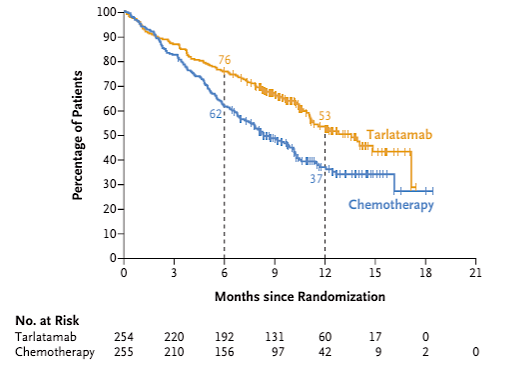 100
90
80
70
60
50
40
30
20
10
0
Percentage of Patients
76
62
53
37
Tarlatamab
Chemotherapy
0 3 6 9 12 15 18 21
Months since Randomization
No. at Risk
Tarlatamab 254 220 192 131 60 17 0
Chemotherapy 255 210 156 97 42 9 2 0